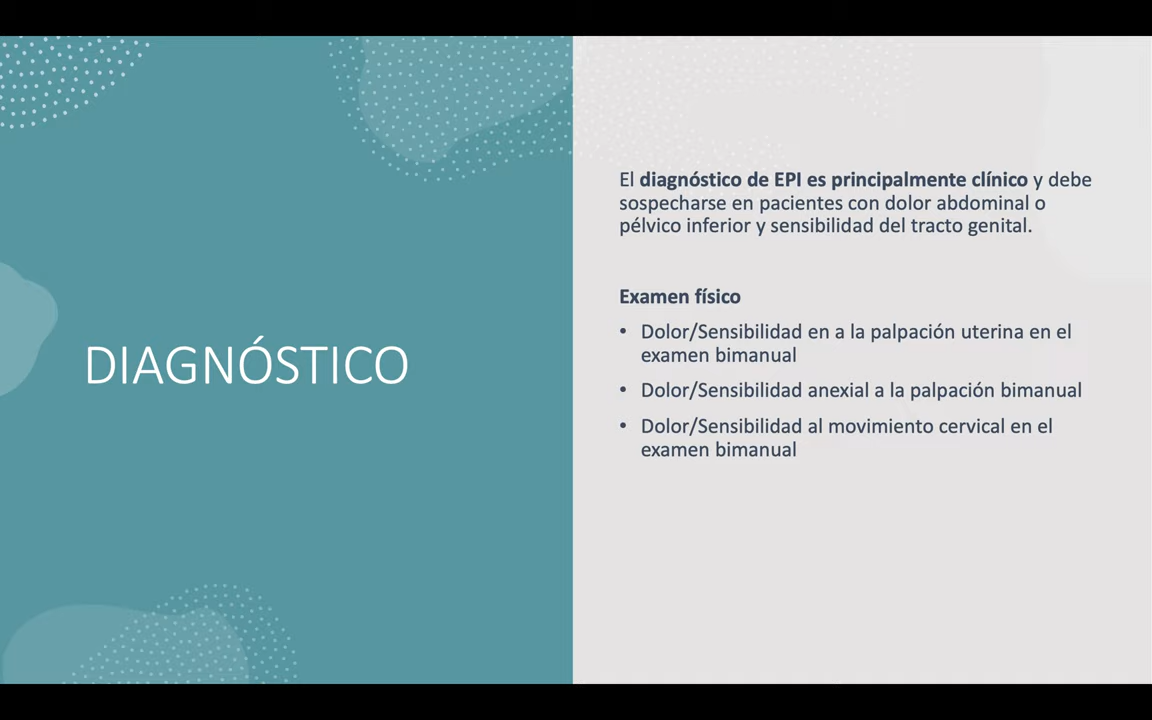 DIAGNÓSTICO
El diagnóstico de EPI es principalmente clínico y debe
sospecharse en pacientes con dolor abdominal o
pélvico inferior y sensibilidad del tracto genital.
Examen físico
• Dolor/Sensibilidad en a la palpación uterina en el
examen bimanual
• Dolor/Sensibilidad anexial a la palpación bimanual
• Dolor/Sensibilidad al movimiento cervical en el
examen bimanual